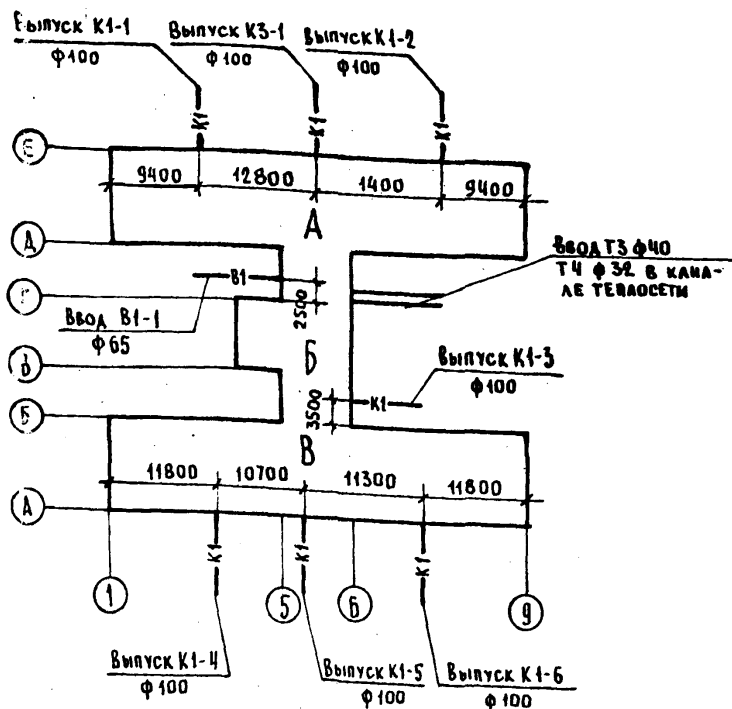 Выпуск К1-1
ф100
Выпуск К3-1
ф100
Выпуск К1-2
ф100
К1
К1
К1
Е
9400
12800
1400
9400
А
Д
Ввод Т3 ф40
Т4 ф 32 в кана-
ле теплосети
В1
Г
2500
Ввод В1-1
ф65
Б
Выпуск К1-3
ф100
В
К1
Б
3500
В
11800
10700
11300
11800
А
К1
К1
К1
1
5
6
9
Выпуск К1-4
ф100
Выпуск К1-5
ф100
Выпуск К1-6
ф100